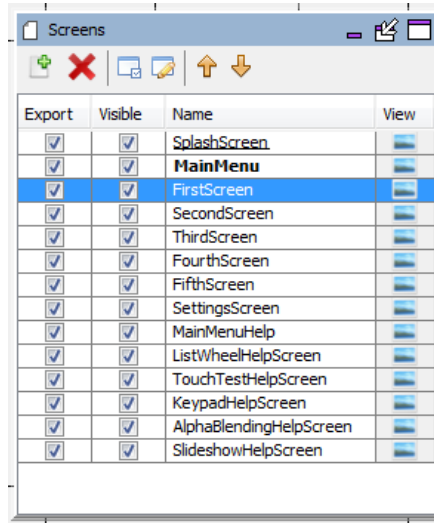 Screens
Export Visible Name View
SplashScreen
MainMenu
FirstScreen
SecondScreen
ThirdScreen
FourthScreen
FifthScreen
SettingsScreen
MainMenuHelp
ListWheelHelpScreen
TouchTestHelpScreen
KeypadHelpScreen
AlphaBlendingHelpScreen
SlideshowHelpScreen